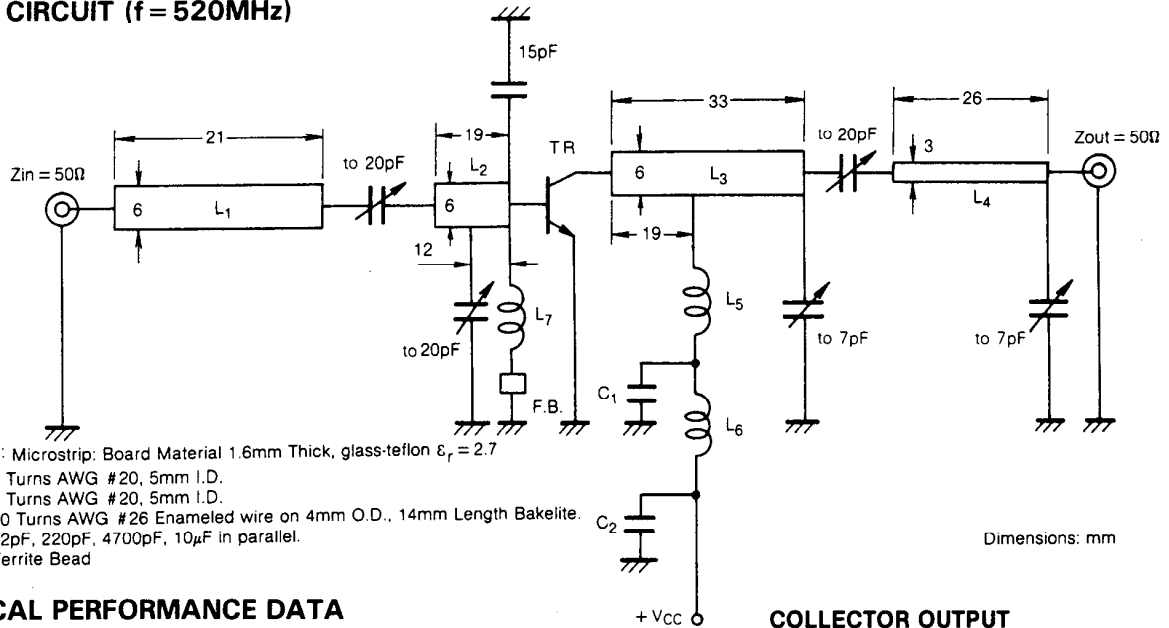 CIRCUIT (f = 520MHz)
15pF
33
26
21
19
to 20pF
to 20pF
3
Zin = 50Ω
Zout = 50Ω
L2
TR
6
L1
6
6
L3
L4
12
19
L7
L5
to 20pF
to 7pF
to 7pF
F.B.
C1
L6
: Microstrip: Board Material 1.6mm Thick, glass-teflon εr = 2.7
Turns AWG #20, 5mm I.D.
Turns AWG #20, 5mm I.D.
0 Turns AWG #26 Enameled wire on 4mm O.D., 14mm Length Bakelite.
2pF, 220pF, 4700pF, 10μF in parallel.
Ferrite Bead
C2
Dimensions: mm
CAL PERFORMANCE DATA
+ VCC
COLLECTOR OUTPUT